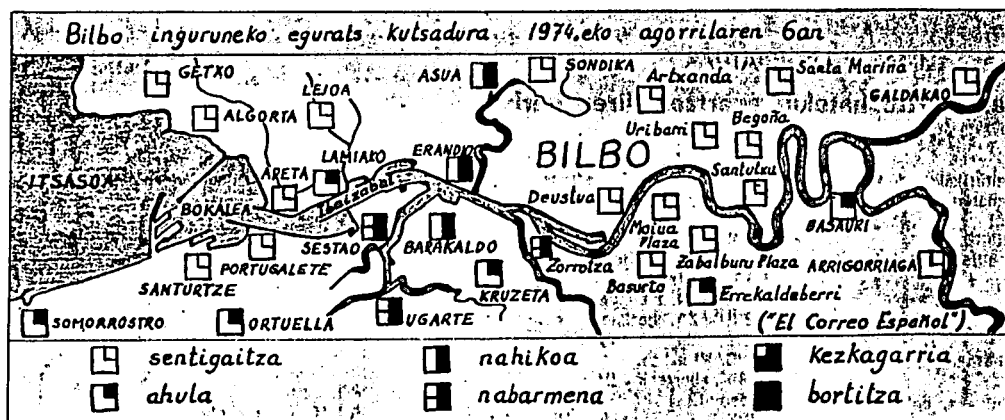 Bilbo inguruneko egurats kutsadura 1974.eko agorrilaren 6an
GETXO
LEJOA
ASUA
SONDIKA
Artxanda
Santa Marina
GALDAKAO
ALGORTA
Begoña
Uribarri
LAMIAKO
ERANDIO
BILBO
ITSASOA
ARETA
Ibaizabal
Santutxu
Deustua
BOKALEA
SESTAO
BARAKALDO
Moiua Plaza
BASAURI
PORTUGALETE
Zorrotza
Zabalburu Plaza
ARRIGORRIAGA
SANTURTZE
KRUZETA
Basurto
Errekaldeberri
SOMORROSTRO
ORTUELLA
UGARTE
("El Correo Español")
sentigaitza
nahikoa
kezkagarria
ahula
nabarmena
bortitza